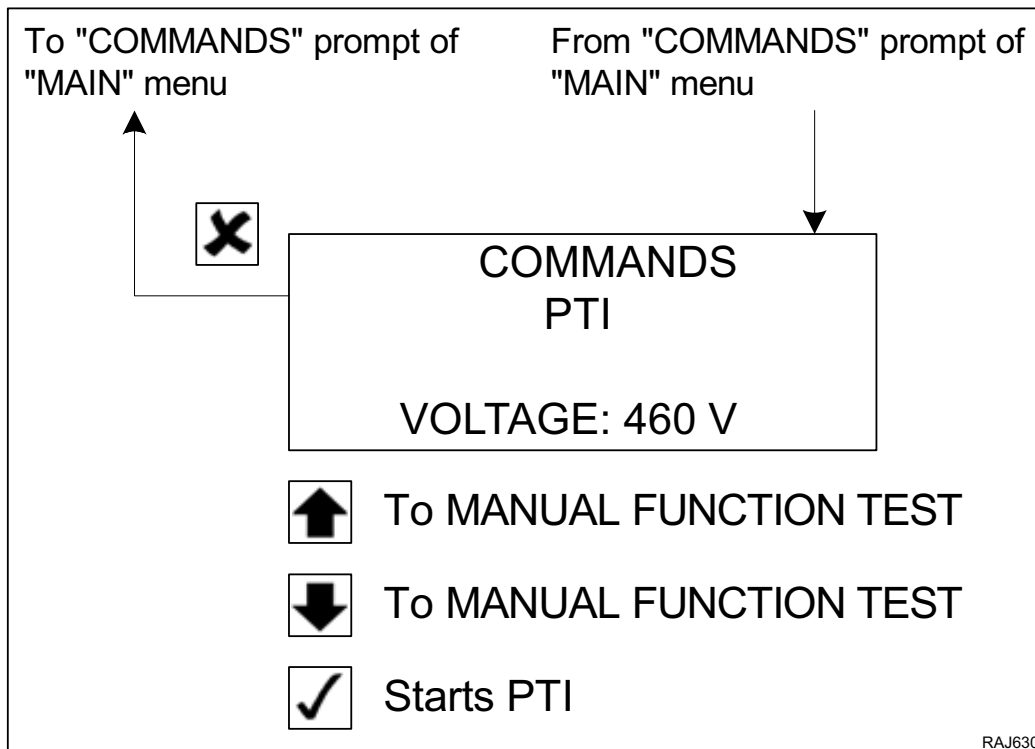 To "COMMANDS" prompt of
"MAIN" menu
From "COMMANDS" prompt of
"MAIN" menu
COMMANDS
PTI
VOLTAGE: 460 V
To MANUAL FUNCTION TEST
To MANUAL FUNCTION TEST
Starts PTI
RAJ630